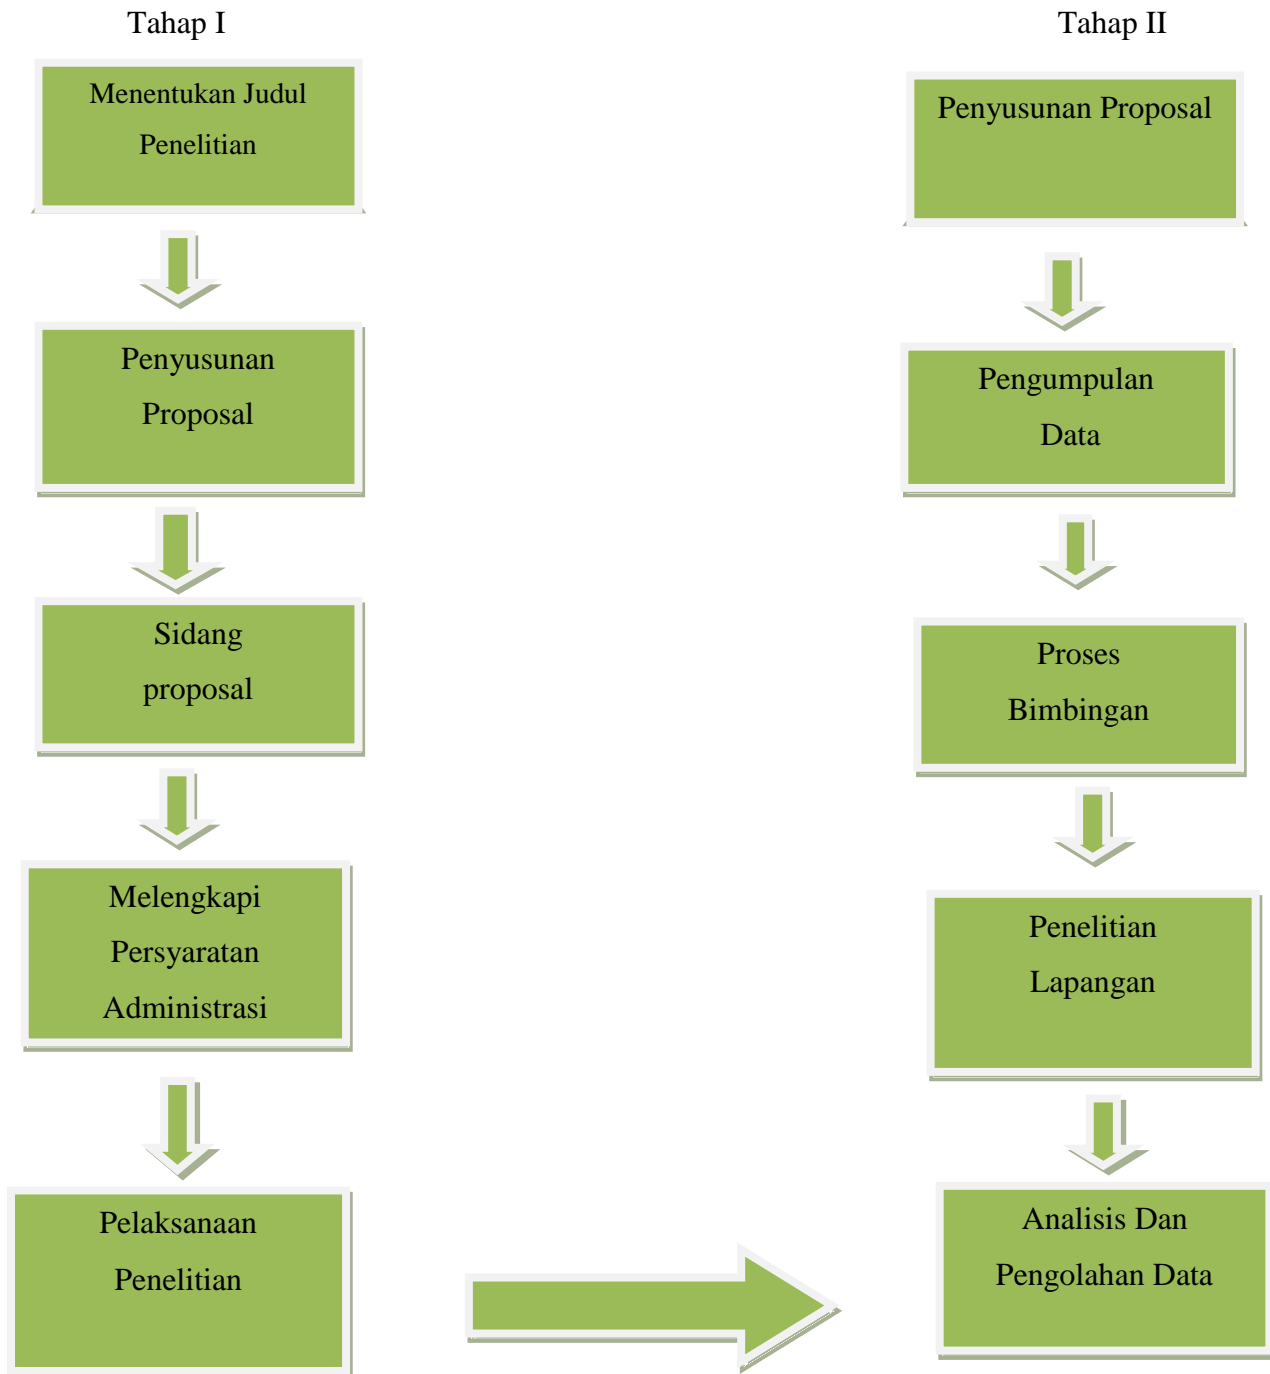 Tahap I
Menentukan Judul
Penelitian
Penyusunan
Proposal
Sidang
proposal
Melengkapi
Persyaratan
Administrasi
Pelaksanaan
Penelitian
Tahap II
Penyusunan Proposal
Pengumpulan
Data
Proses
Bimbingan
Penelitian
Lapangan
Analisis Dan
Pengolahan Data